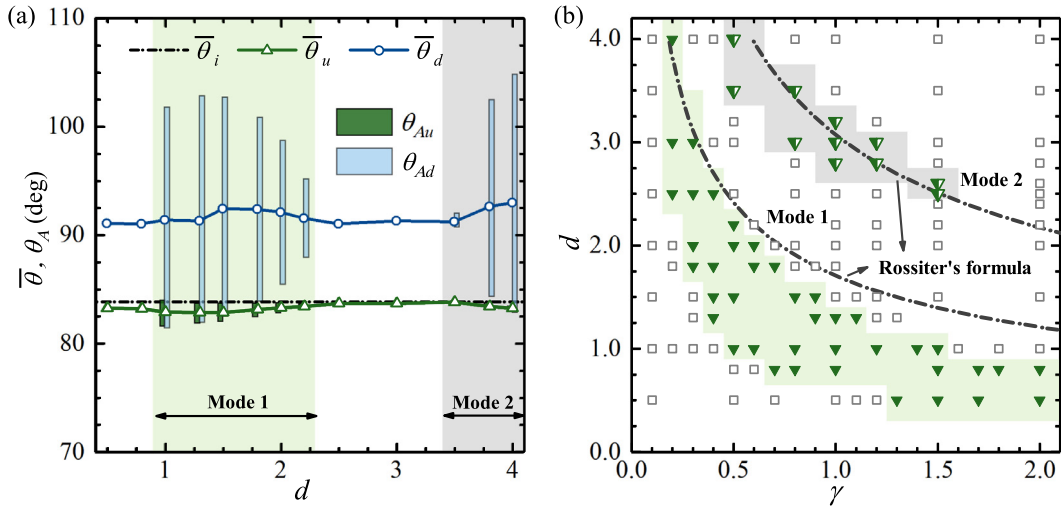 (a)
110
100
90
80
70
θ̅, θ_A (deg)
θ̅_i θ̅_u θ̅_d
θ_Au
θ_Ad
Mode 1
Mode 2
1 2 3 4
d
(b)
4.0
3.0
2.0
1.0
0.0
d
Mode 2
Mode 1
Rossiter's formula
0.0 0.5 1.0 1.5 2.0
γ